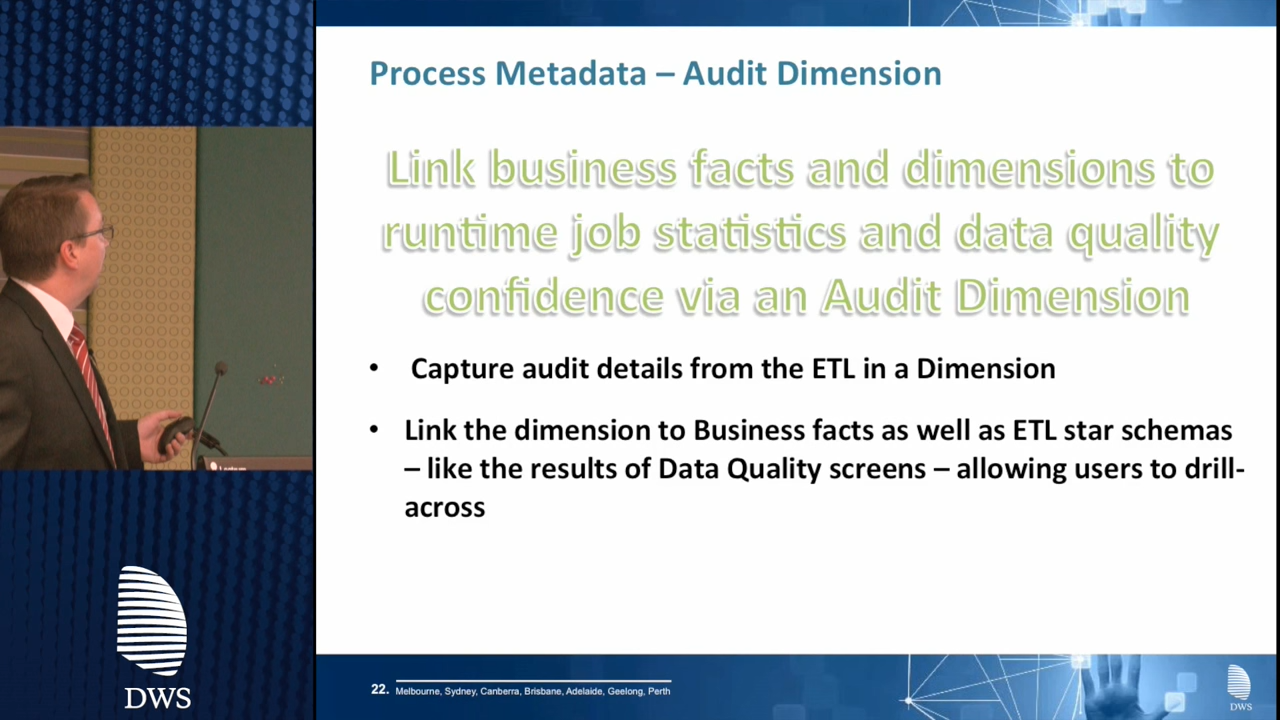 Process Metadata – Audit Dimension
Link business facts and dimensions to
runtime job statistics and data quality
confidence via an Audit Dimension
• Capture audit details from the ETL in a Dimension
• Link the dimension to Business facts as well as ETL star schemas
– like the results of Data Quality screens – allowing users to drill-
across
DWS
22. Melbourne, Sydney, Canberra, Brisbane, Adelaide, Geelong, Perth
DWS